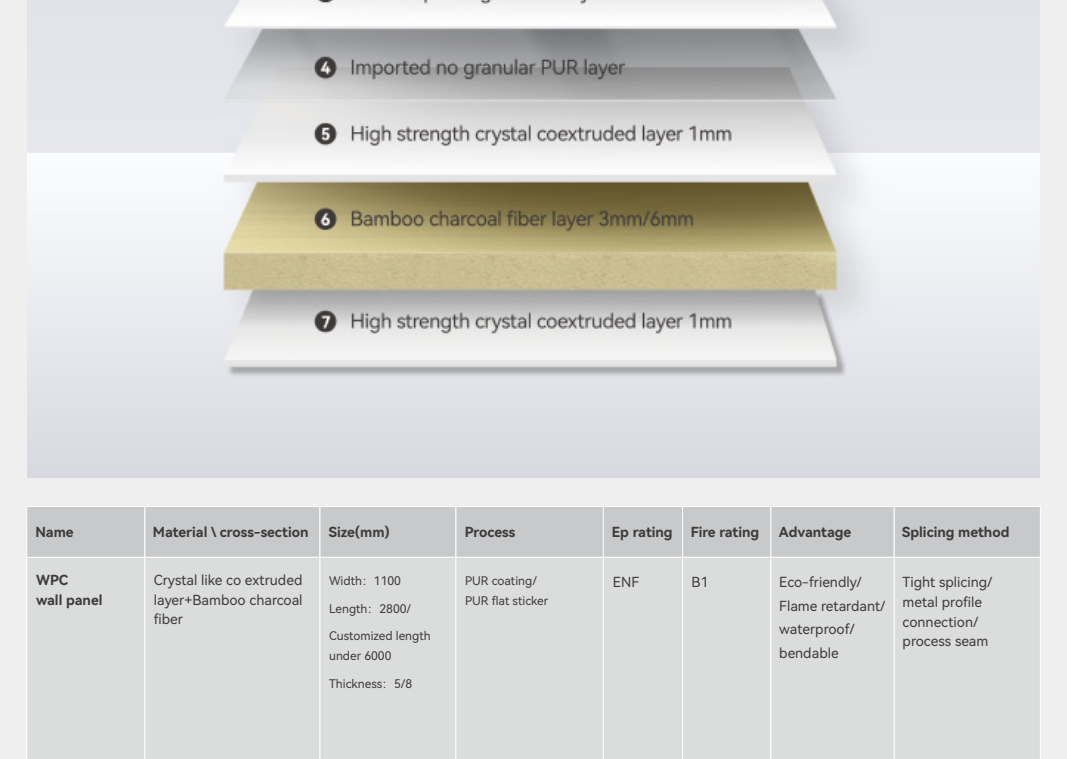 4 Imported no granular PUR layer
5 High strength crystal coextruded layer 1mm
6 Bamboo charcoal fiber layer 3mm/6mm
7 High strength crystal coextruded layer 1mm
Name Material \ cross-section Size(mm) Process Ep rating Fire rating Advantage Splicing method
WPC
wall panel
Crystal like co extruded
layer+Bamboo charcoal
fiber
Width: 1100
Length: 2800/
Customized length
under 6000
Thickness: 5/8
PUR coating/
PUR flat sticker
ENF
B1
Eco-friendly/
Flame retardant/
waterproof/
bendable
Tight splicing/
metal profile
connection/
process seam